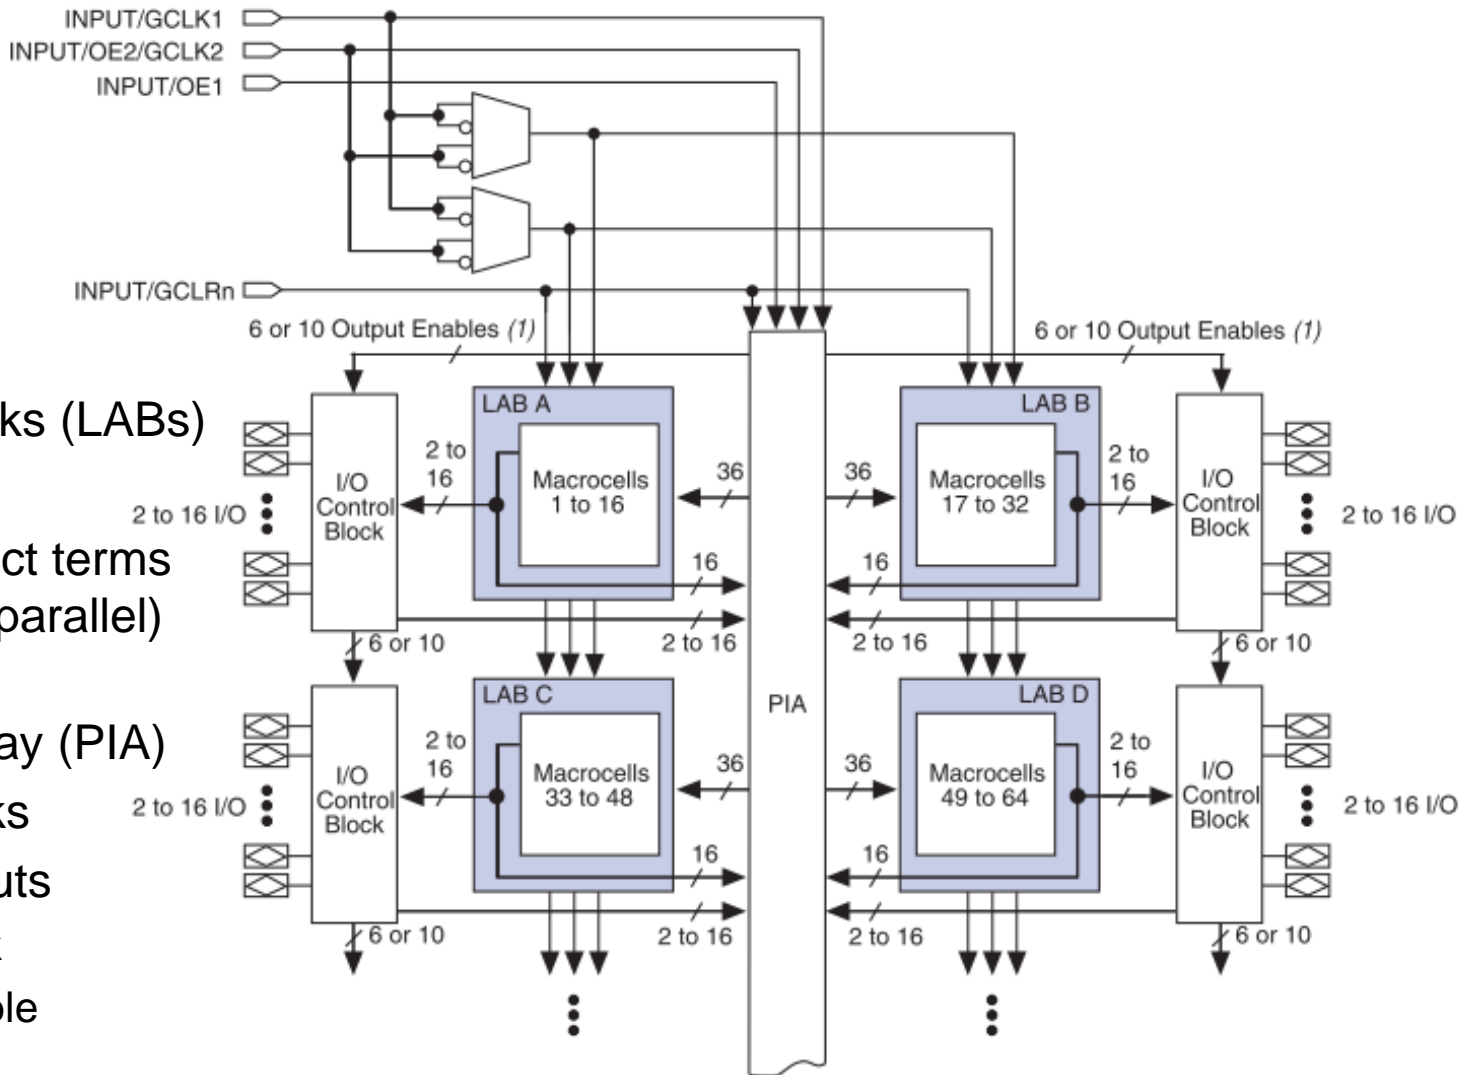 INPUT/GCLK1
INPUT/OE2/GCLK2
INPUT/OE1
INPUT/GCLRn
6 or 10 Output Enables (1)
6 or 10 Output Enables (1)
ks (LABs)
ct terms
parallel)
ay (PIA)
ks
uts
k
ole
LAB A
Macrocells
1 to 16
2 to
16
I/O
Control
Block
2 to 16 I/O
36
16
2 to 16
6 or 10
LAB B
Macrocells
17 to 32
2 to
16
I/O
Control
Block
2 to 16 I/O
36
16
2 to 16
6 or 10
PIA
LAB C
Macrocells
33 to 48
2 to
16
I/O
Control
Block
2 to 16 I/O
36
16
2 to 16
6 or 10
LAB D
Macrocells
49 to 64
2 to
16
I/O
Control
Block
2 to 16 I/O
36
16
2 to 16
6 or 10